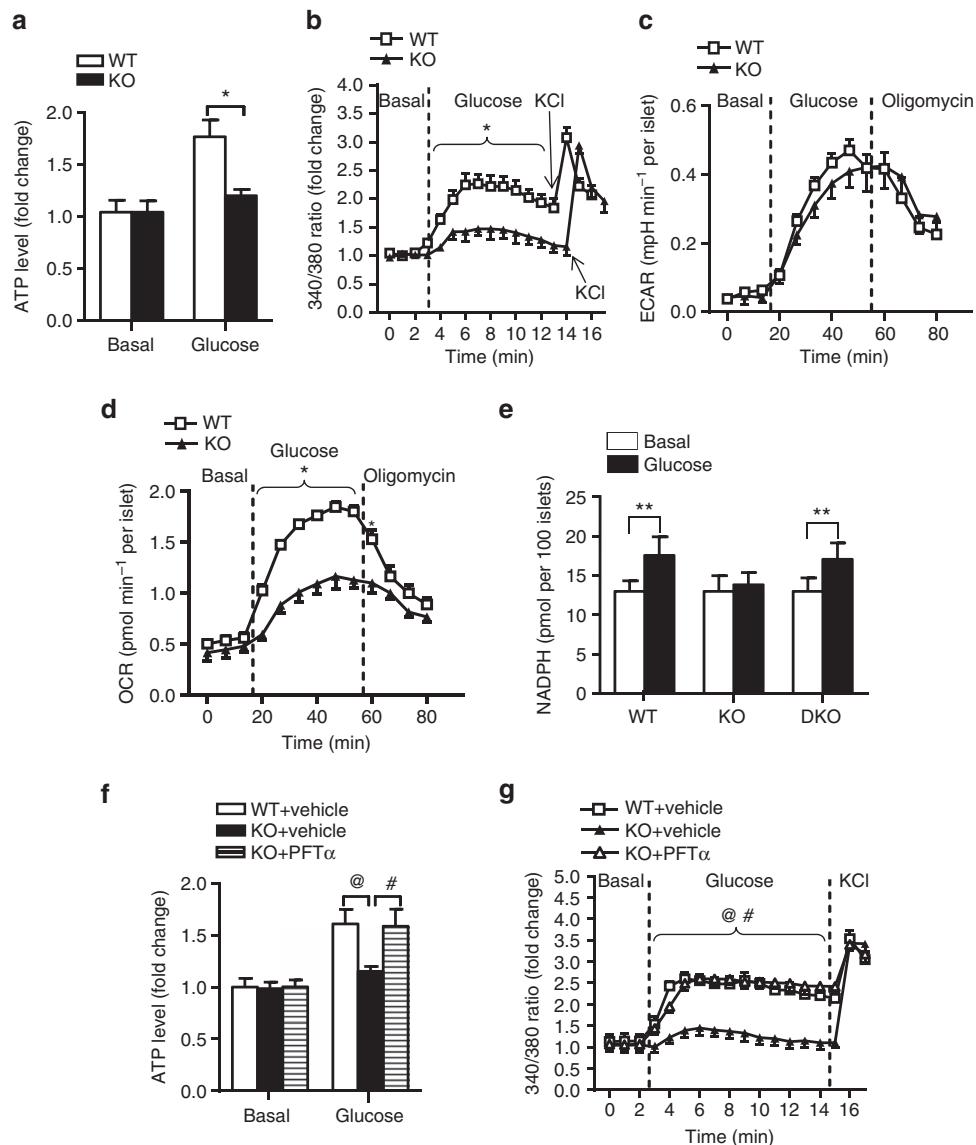 a
WT
KO
*
ATP level (fold change)
2.0
1.5
1.0
0.5
0.0
Basal
Glucose
b
WT
KO
Basal
Glucose
KCl
*
340/380 ratio (fold change)
4.0
3.5
3.0
2.5
2.0
1.5
1.0
0.5
0.0
KCl
0 2 4 6 8 10 12 14 16
Time (min)
c
WT
KO
Basal
Glucose
Oligomycin
ECAR (mpH min⁻¹ per islet)
0.6
0.4
0.2
0.0
0 20 40 60 80
Time (min)
d
WT
KO
Glucose
Basal
*
Oligomycin
*
OCR (pmol min⁻¹ per islet)
2.0
1.5
1.0
0.5
0.0
0 20 40 60 80
Time (min)
e
Basal
Glucose
**
**
NADPH (pmol per 100 islets)
25
20
15
10
5
0
WT
KO
DKO
f
WT+vehicle
KO+vehicle
KO+PFTα
@
#
ATP level (fold change)
2.0
1.5
1.0
0.5
0.0
Basal
Glucose
g
WT+vehicle
KO+vehicle
KO+PFTα
Basal
Glucose
KCl
@ #
340/380 ratio (fold change)
5.0
4.5
4.0
3.5
3.0
2.5
2.0
1.5
1.0
0.5
0.0
0 2 4 6 8 10 12 14 16
Time (min)